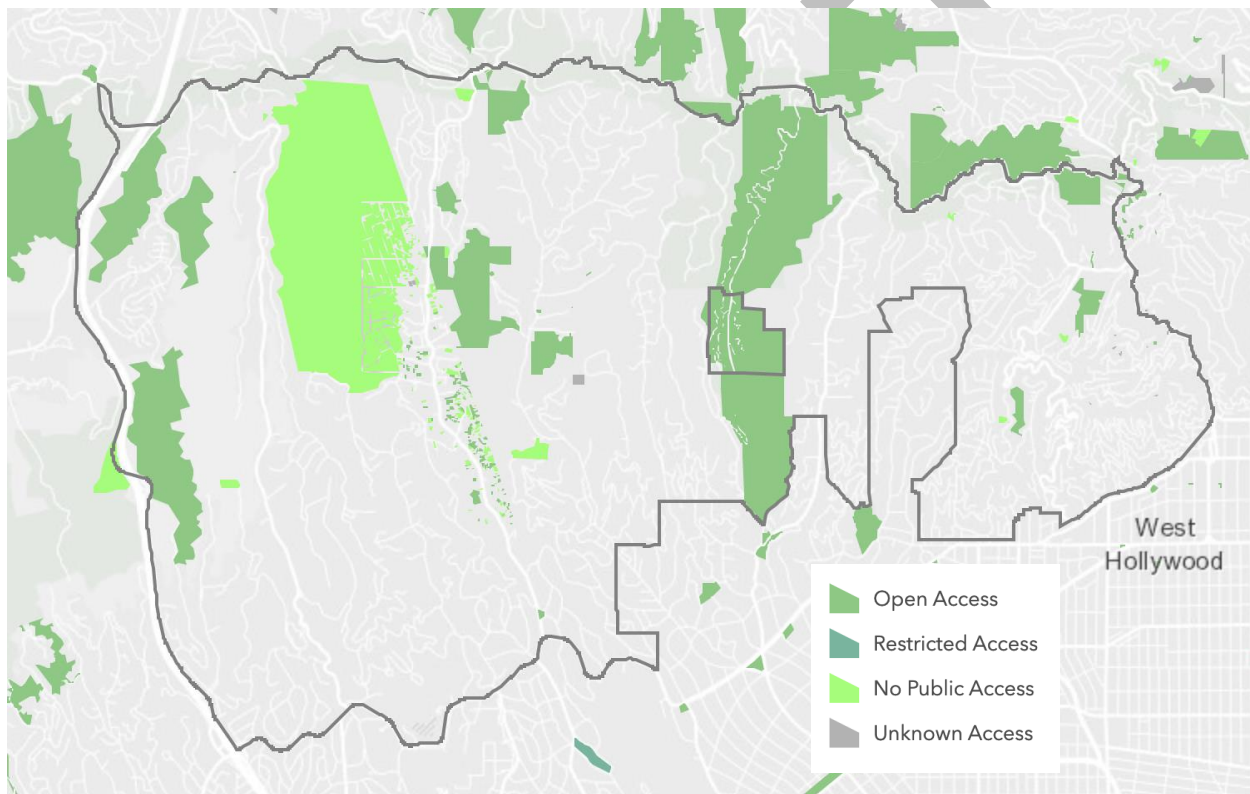 West
Hollywood
Open Access
Restricted Access
No Public Access
Unknown Access